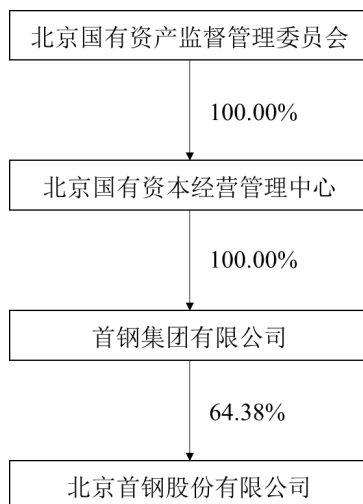 北京国有资产监督管理委员会
100.00%
北京国有资本经营管理中心
100.00%
首钢集团有限公司
64.38%
北京首钢股份有限公司